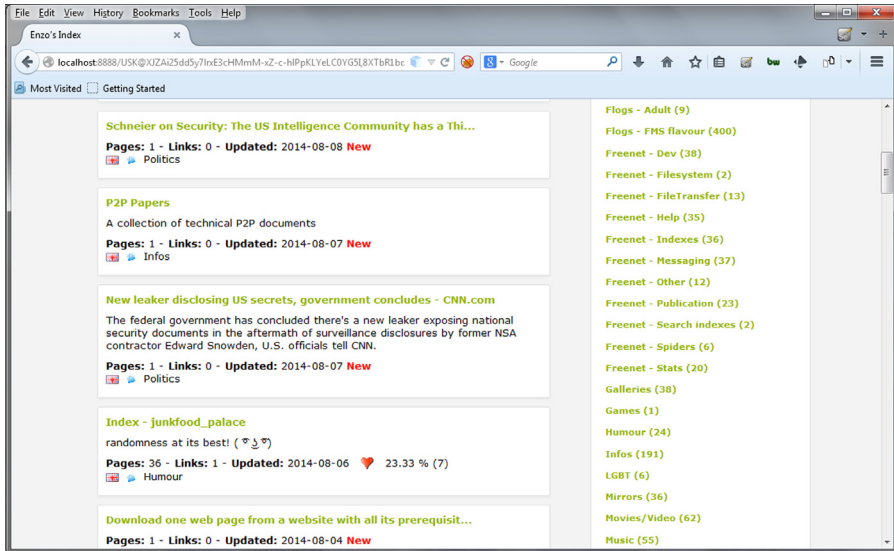 File Edit View History Bookmarks Tools Help
Enzo's Index
Google
Most Visited Getting Started
Schneier on Security: The US Intelligence Community has a Thi...
Pages: 1 - Links: 0 - Updated: 2014-08-08 New
Politics
P2P Papers
A collection of technical P2P documents
Pages: 1 - Links: 0 - Updated: 2014-08-07 New
Infos
New leaker disclosing US secrets, government concludes - CNN.com
The federal government has concluded there's a new leaker exposing national
security documents in the aftermath of surveillance disclosures by former NSA
contractor Edward Snowden, U.S. officials tell CNN.
Pages: 1 - Links: 0 - Updated: 2014-08-07 New
Politics
Index - junkfood_palace
randomness at its best! ( ͡° ͜ʖ ͡°)
Pages: 36 - Links: 1 - Updated: 2014-08-06 23.33 % (7)
Humour
Download one web page from a website with all its prerequisit...
Pages: 1 - Links: 0 - Updated: 2014-08-04 New
Flogs - Adult (9)
Flogs - FMS flavour (400)
Freenet - Dev (38)
Freenet - Filesystem (2)
Freenet - FileTransfer (13)
Freenet - Help (35)
Freenet - Indexes (36)
Freenet - Messaging (37)
Freenet - Other (12)
Freenet - Publication (23)
Freenet - Search indexes (2)
Freenet - Spiders (6)
Freenet - Stats (20)
Galleries (38)
Games (1)
Humour (24)
Infos (191)
LGBT (6)
Mirrors (36)
Movies/Video (62)
Music (55)